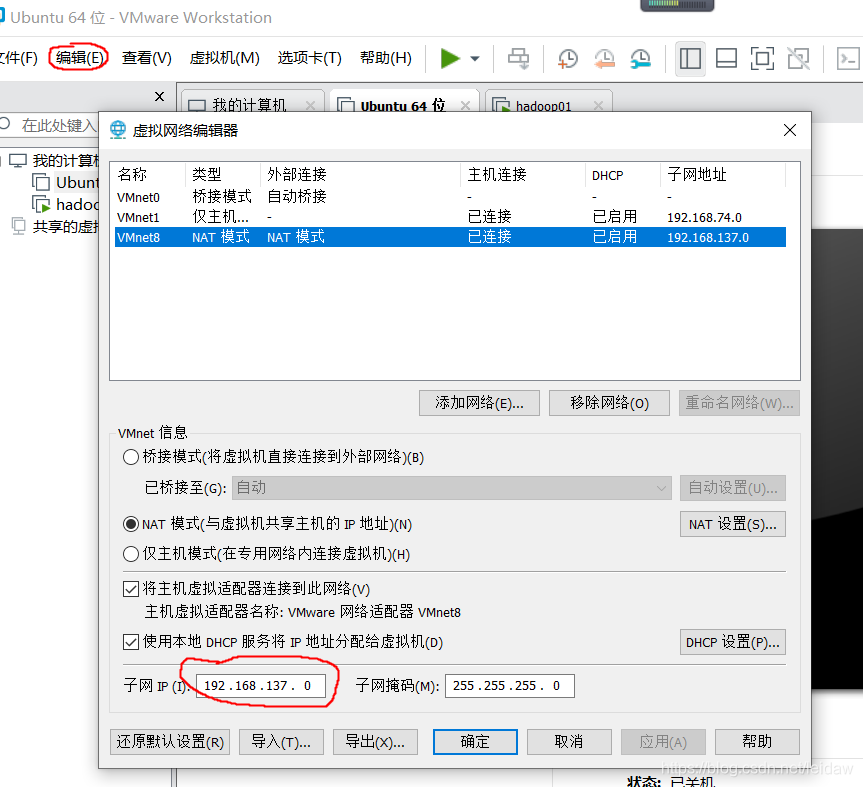 Ubuntu 64 位 - VMware Workstation
文件(F) 编辑(E) 查看(V) 虚拟机(M) 选项卡(T) 帮助(H)
我的计算机 Ubuntu 64 位 hadoop01
在此处键入
虚拟网络编辑器
我的计算机
Ubunt
hadoo
共享的虚拟
名称 类型 外部连接 主机连接 DHCP 子网地址
VMnet0 桥接模式 自动桥接 - - -
VMnet1 仅主机... - 已连接 已启用 192.168.74.0
VMnet8 NAT 模式 NAT 模式 已连接 已启用 192.168.137.0
添加网络(E)... 移除网络(O) 重命名网络(W)...
VMnet 信息
桥接模式(将虚拟机直接连接到外部网络)(B)
已桥接至(G): 自动 自动设置(U)...
NAT 模式(与虚拟机共享主机的 IP 地址)(N) NAT 设置(S)...
仅主机模式(在专用网络内连接虚拟机)(H)
将主机虚拟适配器连接到此网络(V)
主机虚拟适配器名称: VMware 网络适配器 VMnet8
使用本地 DHCP 服务将 IP 地址分配给虚拟机(D) DHCP 设置(P)...
子网 IP (I): 192.168.137. 0 子网掩码(M): 255.255.255. 0
还原默认设置(R) 导入(T)... 导出(X)... 确定 取消 应用(A) 帮助
https://blog.csdn.net/feidaw
状态: 已关机